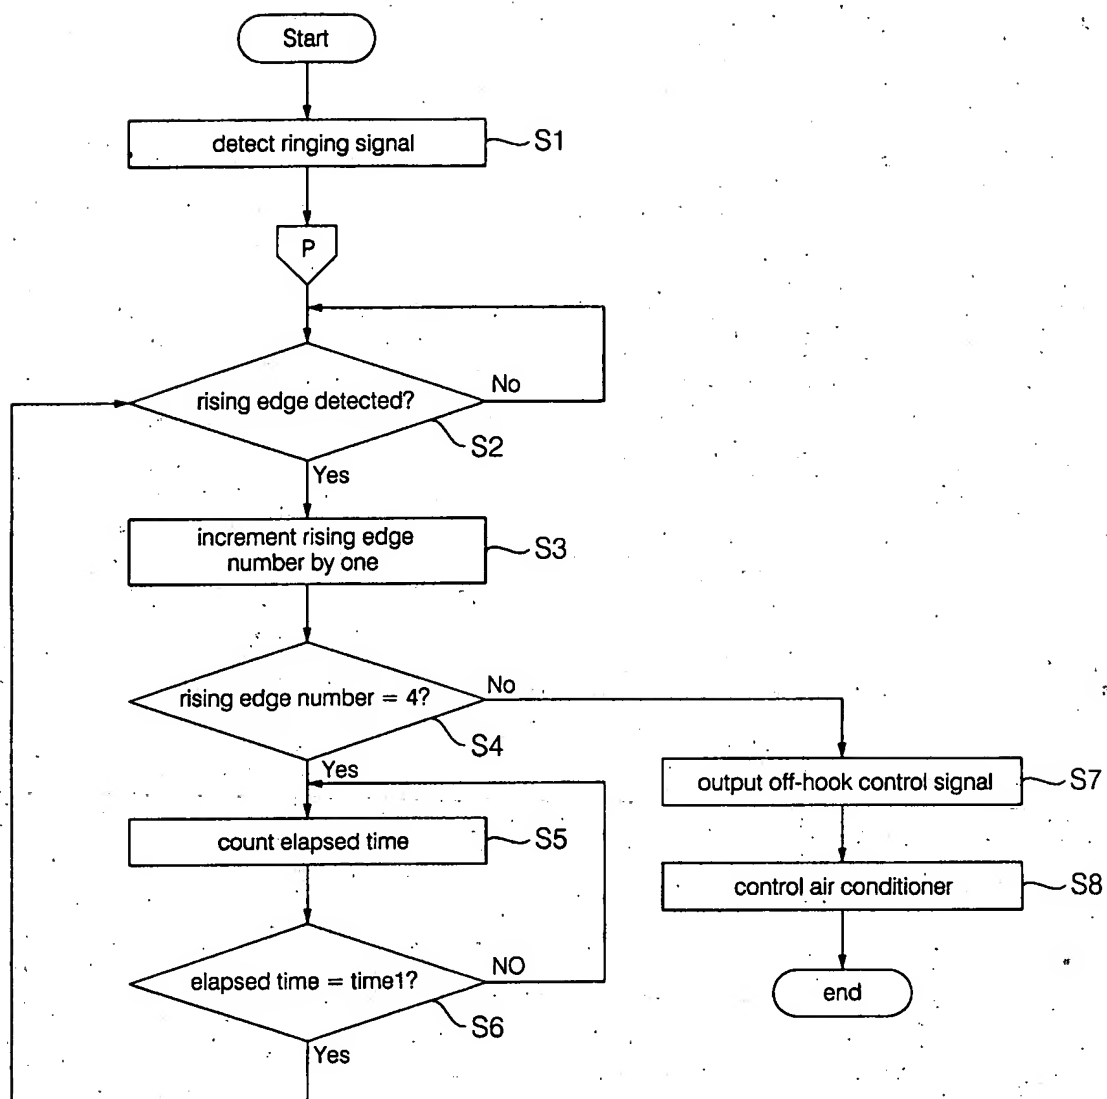 Start
detect ringing signal
S1
P
rising edge detected?
No
S2
Yes
increment rising edge
number by one
S3
rising edge number = 4?
No
S4
Yes
output off-hook control signal
S7
count elapsed time
S5
control air conditioner
S8
elapsed time = time1?
NO
S6
end
Yes